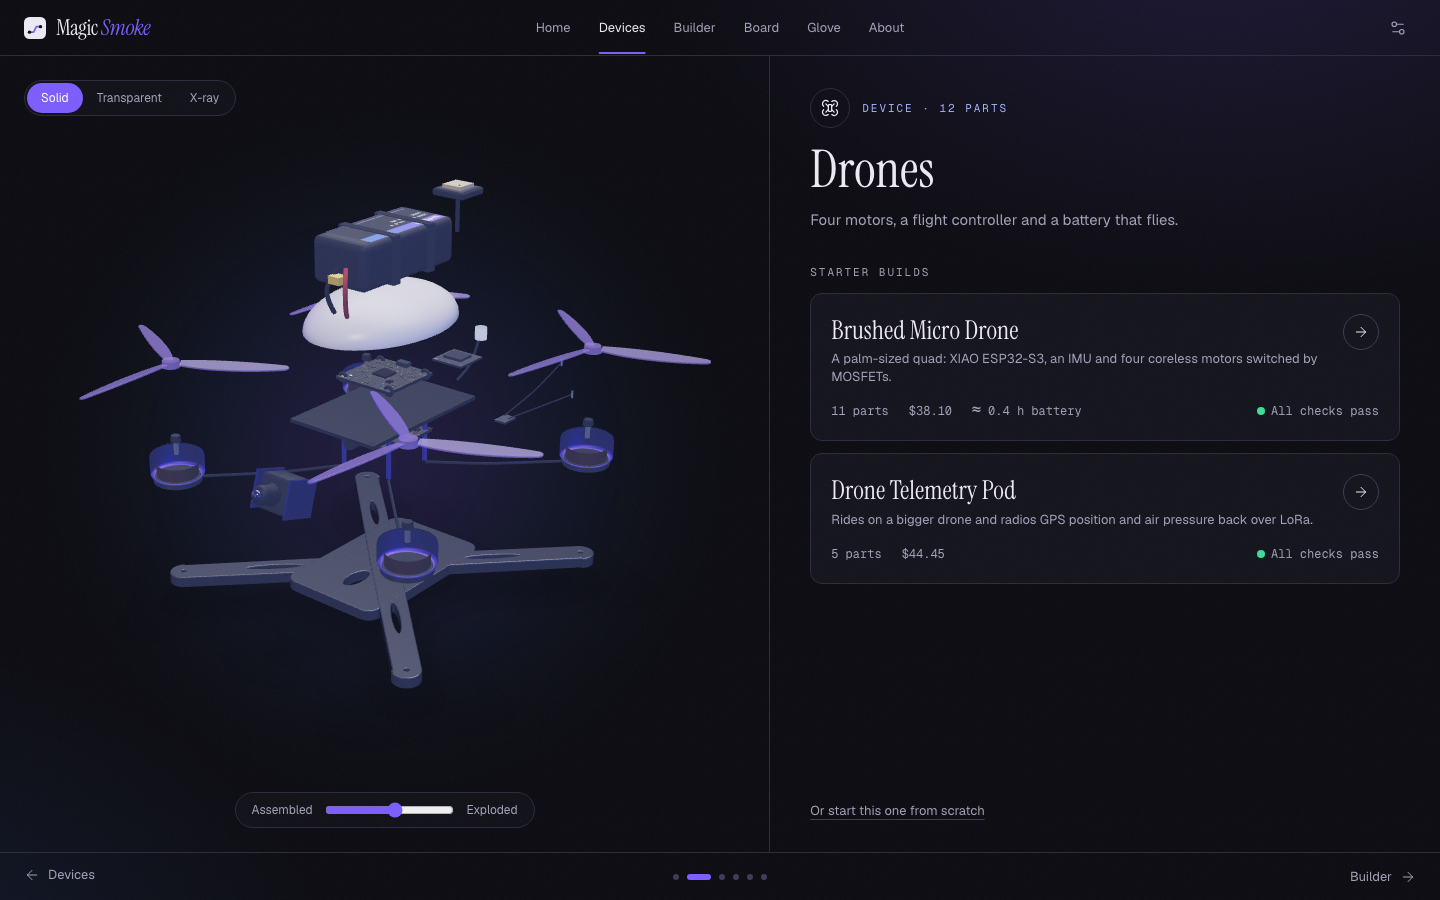 Magic Smoke
Home
Devices
Builder
Board
Glove
About
Solid
Transparent
X-ray
DEVICE · 12 PARTS
Drones
Four motors, a flight controller and a battery that flies.
STARTER BUILDS
Brushed Micro Drone
A palm-sized quad: XIAO ESP32-S3, an IMU and four coreless motors switched by
MOSFETs.
11 parts $38.10 ≈ 0.4 h battery
All checks pass
Drone Telemetry Pod
Rides on a bigger drone and radios GPS position and air pressure back over LoRa.
5 parts $44.45
All checks pass
Assembled
Exploded
Or start this one from scratch
Devices
Builder